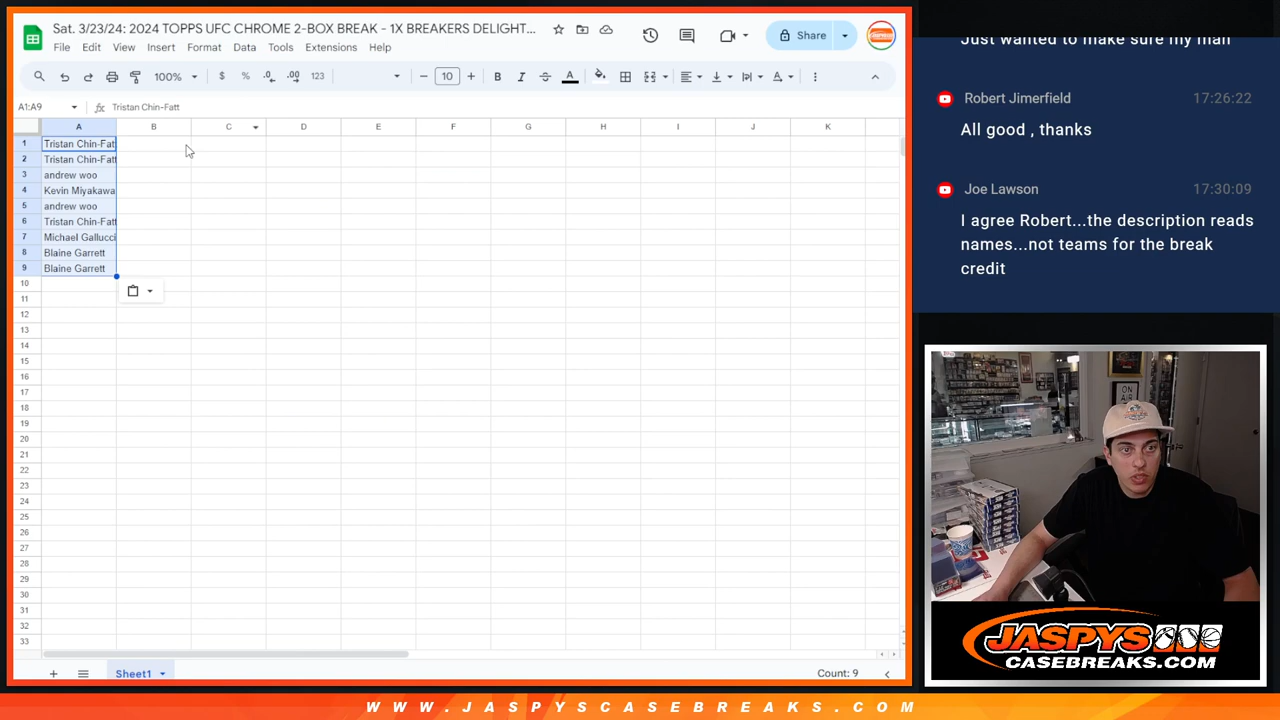 Sat. 3/23/24: 2024 TOPPS UFC CHROME 2-BOX BREAK - 1X BREAKERS DELIGHT...
File Edit View Insert Format Data Tools Extensions Help
Share
100% $ % .0 .00 123 10 B I A
A1:A9 fx Tristan Chin-Fatt
A B C D E F G H I J K
1 Tristan Chin-Fatt
2 Tristan Chin-Fatt
3 andrew woo
4 Kevin Miyakawa
5 andrew woo
6 Tristan Chin-Fatt
7 Michael Gallucci
8 Blaine Garrett
9 Blaine Garrett
10
11
12
13
14
15
16
17
18
19
20
21
22
23
24
25
26
27
28
29
30
31
32
33
Sheet1
Count: 9
Just wanted to make sure my man
Robert Jimerfield 17:26:22
All good , thanks
Joe Lawson 17:30:09
I agree Robert...the description reads
names...not teams for the break
credit
ON
AIR
JASPYS
CASEBREAKS.COM
WWW.JASPYSCASEBREAKS.COM